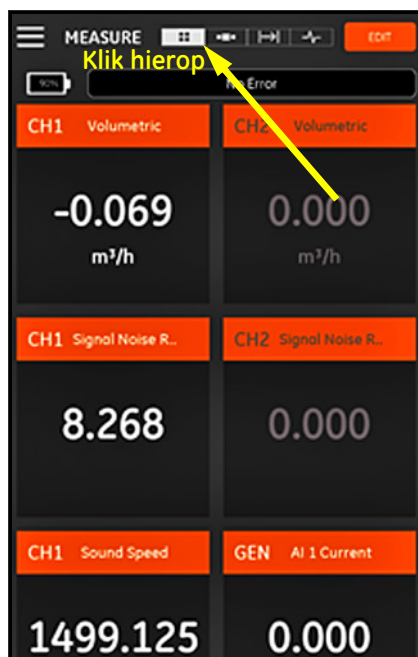 MEASURE EDIT
Klik hierop
90%
No Error
CH1 Volumetric CH2 Volumetric
-0.069 0.000
m³/h m³/h
CH1 Signal Noise R.. CH2 Signal Noise R..
8.268 0.000
CH1 Sound Speed GEN AI 1 Current
1499.125 0.000